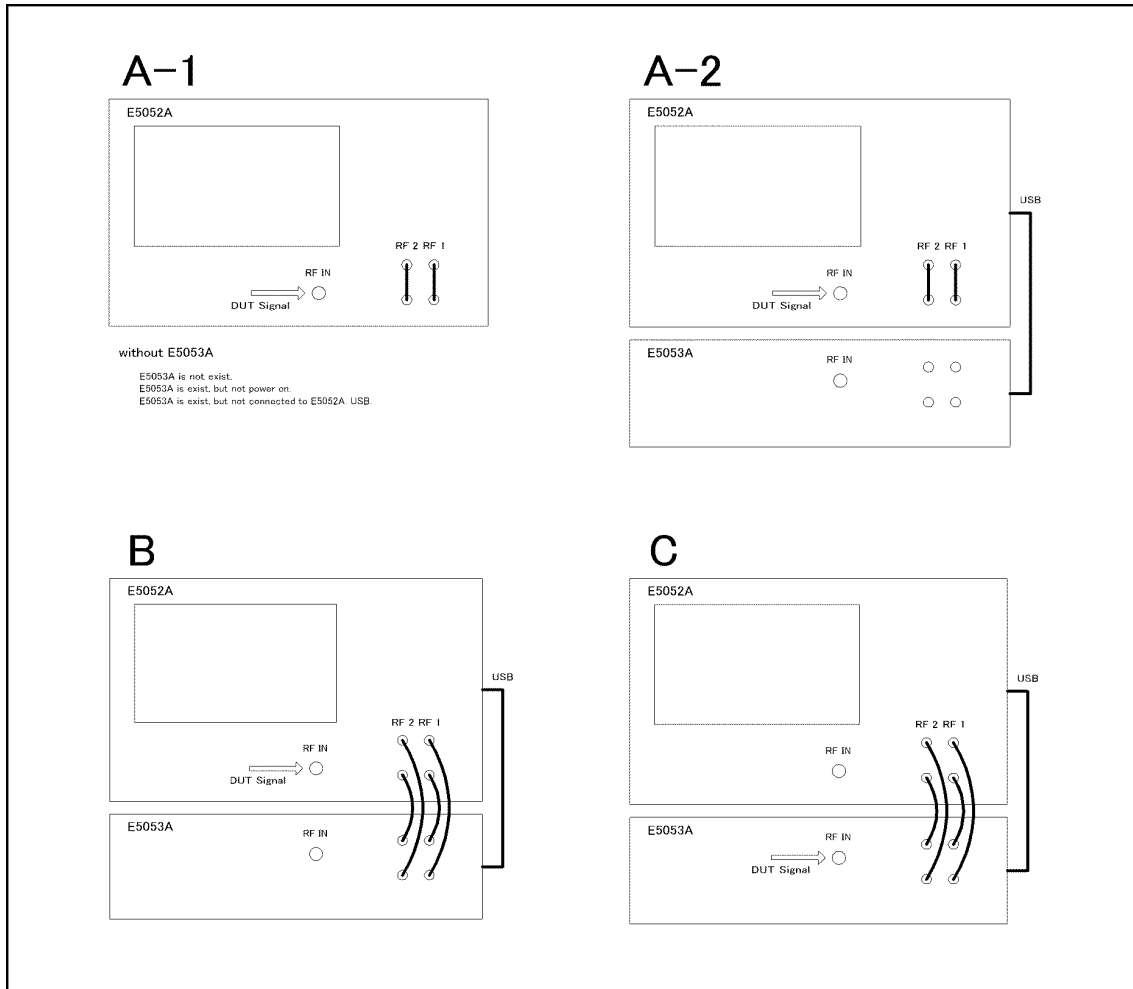 A-1
E5052A
RF 2 RF 1
RF IN
DUT Signal
without E5053A
E5053A is not exist.
E5053A is exist, but not power on.
E5053A is exist, but not connected to E5052A. USB.
A-2
E5052A
USB
RF 2 RF 1
RF IN
DUT Signal
E5053A
RF IN
B
E5052A
USB
RF 2 RF 1
RF IN
DUT Signal
E5053A
RF IN
C
E5052A
USB
RF 2 RF 1
RF IN
E5053A
RF IN
DUT Signal